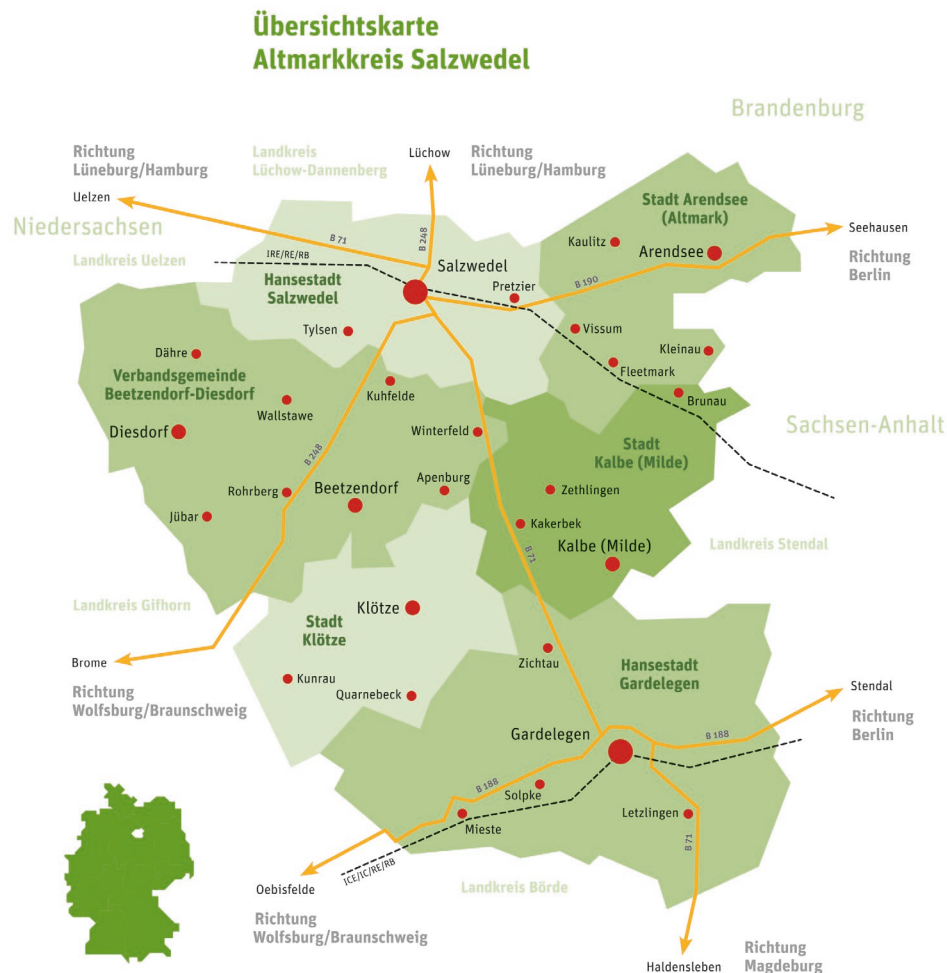 Übersichtskarte
Altmarkkreis Salzwedel
Brandenburg
Richtung
Lüneburg/Hamburg
Landkreis
Lüchow-Dannenberg
Lüchow
Richtung
Lüneburg/Hamburg
Uelzen
Stadt Arendsee
(Altmark)
Niedersachsen
B 71
B 248
Kaulitz
Arendsee
Seehausen
Richtung
Berlin
Landkreis Uelzen
IRE/RE/RB
Salzwedel
Hansestadt
Salzwedel
Pretzier
B 190
Tylsen
Vissum
Kleinau
Dähre
Fleetmark
Verbandsgemeinde
Beetzendorf-Diesdorf
Kuhfelde
Brunau
Wallstawe
Sachsen-Anhalt
Diesdorf
Winterfeld
Stadt
Kalbe (Milde)
B 248
Rohrberg
Beetzendorf
Apenburg
Zethlingen
Jübar
Kakerbek
Kalbe (Milde)
Landkreis Stendal
B 71
Landkreis Gifhorn
Klötze
Stadt
Klötze
Brome
Zichtau
Hansestadt
Gardelegen
Kunrau
Quarnebeck
Richtung
Wolfsburg/Braunschweig
Stendal
Richtung
Berlin
Gardelegen
B 188
B 188
Solpke
Mieste
Letzlingen
B 71
ICE/IC/RE/RB
Oebisfelde
Landkreis Börde
Richtung
Wolfsburg/Braunschweig
Haldensleben
Richtung
Magdeburg